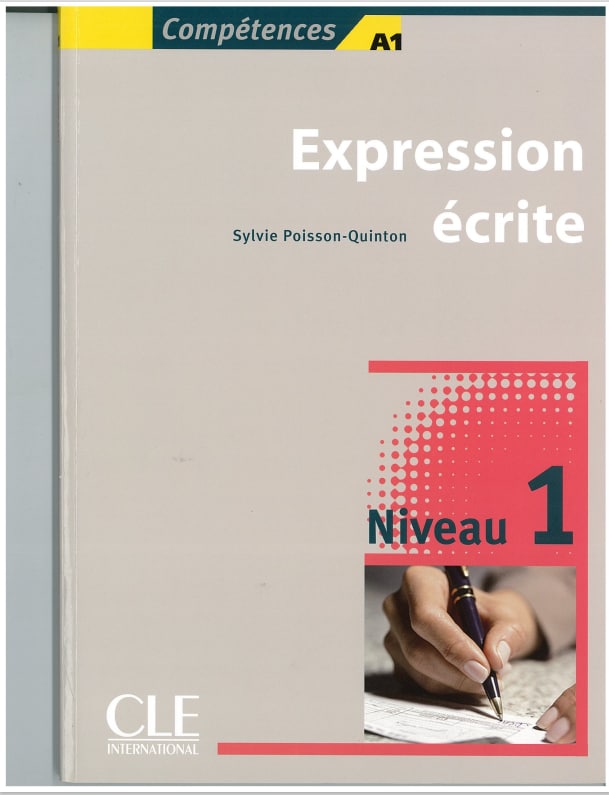 Compétences A1
Expression
Sylvie Poisson-Quinton écrite
Niveau 1
CLE
INTERNATIONAL